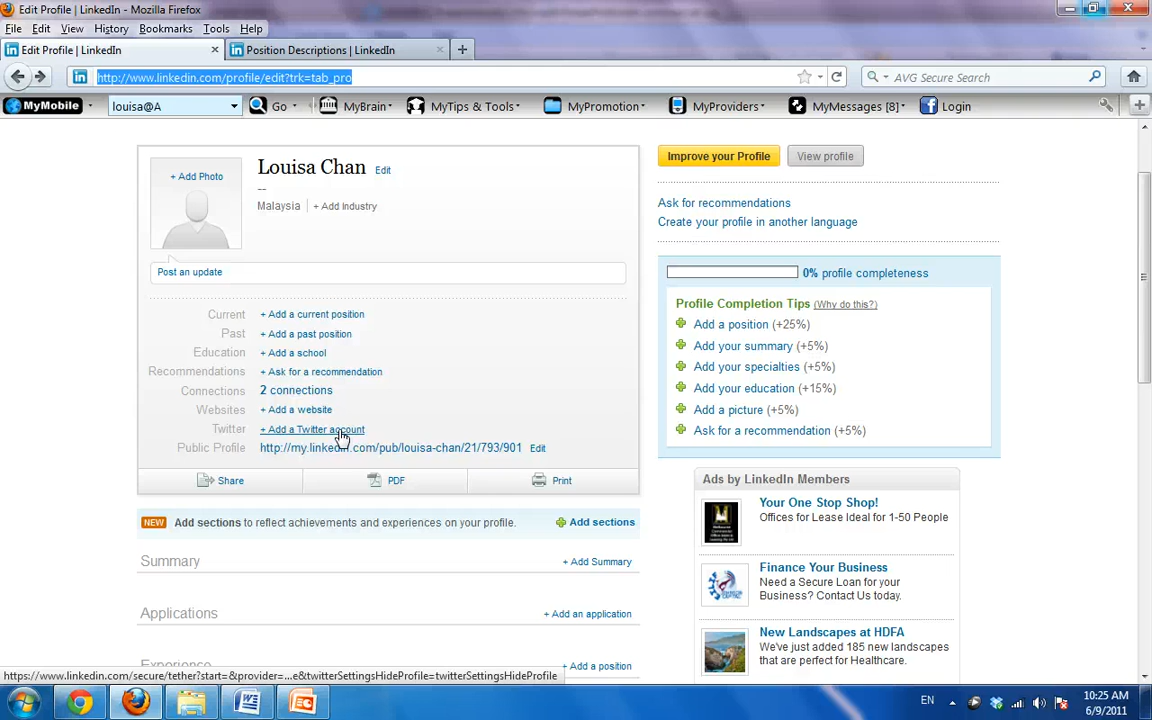 Edit Profile | LinkedIn - Mozilla Firefox
File Edit View History Bookmarks Tools Help
Edit Profile | LinkedIn
Position Descriptions | LinkedIn
http://www.linkedin.com/profile/edit?trk=tab_pro
AVG Secure Search
MyMobile louisa@A Go MyBrain MyTips & Tools MyPromotion MyProviders MyMessages [8] Login
+ Add Photo
Louisa Chan Edit
--
Malaysia + Add Industry
Post an update
Current + Add a current position
Past + Add a past position
Education + Add a school
Recommendations + Ask for a recommendation
Connections 2 connections
Websites + Add a website
Twitter + Add a Twitter account
Public Profile http://my.linkedin.com/pub/louisa-chan/21/793/901 Edit
Share PDF Print
NEW Add sections to reflect achievements and experiences on your profile. Add sections
Summary + Add Summary
Applications + Add an application
Experience + Add a position
Improve your Profile View profile
Ask for recommendations
Create your profile in another language
0% profile completeness
Profile Completion Tips (Why do this?)
Add a position (+25%)
Add your summary (+5%)
Add your specialties (+5%)
Add your education (+15%)
Add a picture (+5%)
Ask for a recommendation (+5%)
Ads by LinkedIn Members
Your One Stop Shop!
Offices for Lease Ideal for 1-50 People
Finance Your Business
Need a Secure Loan for your
Business? Contact Us today.
New Landscapes at HDFA
We've just added 185 new landscapes
that are perfect for Healthcare.
https://www.linkedin.com/secure/tether?start=&provider=...e&twitterSettingsHideProfile=twitterSettingsHideProfile
EN
10:25 AM
6/9/2011